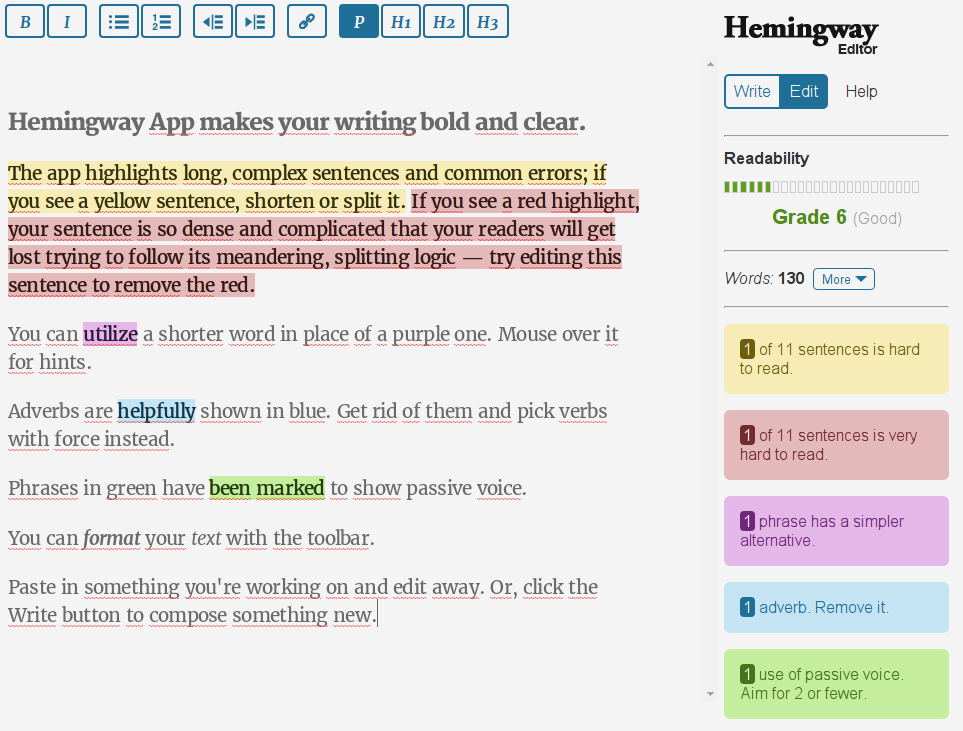 B I 1 2 P H1 H2 H3
Hemingway
Editor
Write Edit Help
Hemingway App makes your writing bold and clear.
The app highlights long, complex sentences and common errors; if
you see a yellow sentence, shorten or split it. If you see a red highlight,
your sentence is so dense and complicated that your readers will get
lost trying to follow its meandering, splitting logic — try editing this
sentence to remove the red.
You can utilize a shorter word in place of a purple one. Mouse over it
for hints.
Adverbs are helpfully shown in blue. Get rid of them and pick verbs
with force instead.
Phrases in green have been marked to show passive voice.
You can format your text with the toolbar.
Paste in something you're working on and edit away. Or, click the
Write button to compose something new.
Readability
Grade 6 (Good)
Words: 130 More
1 of 11 sentences is hard
to read.
1 of 11 sentences is very
hard to read.
1 phrase has a simpler
alternative.
1 adverb. Remove it.
1 use of passive voice.
Aim for 2 or fewer.